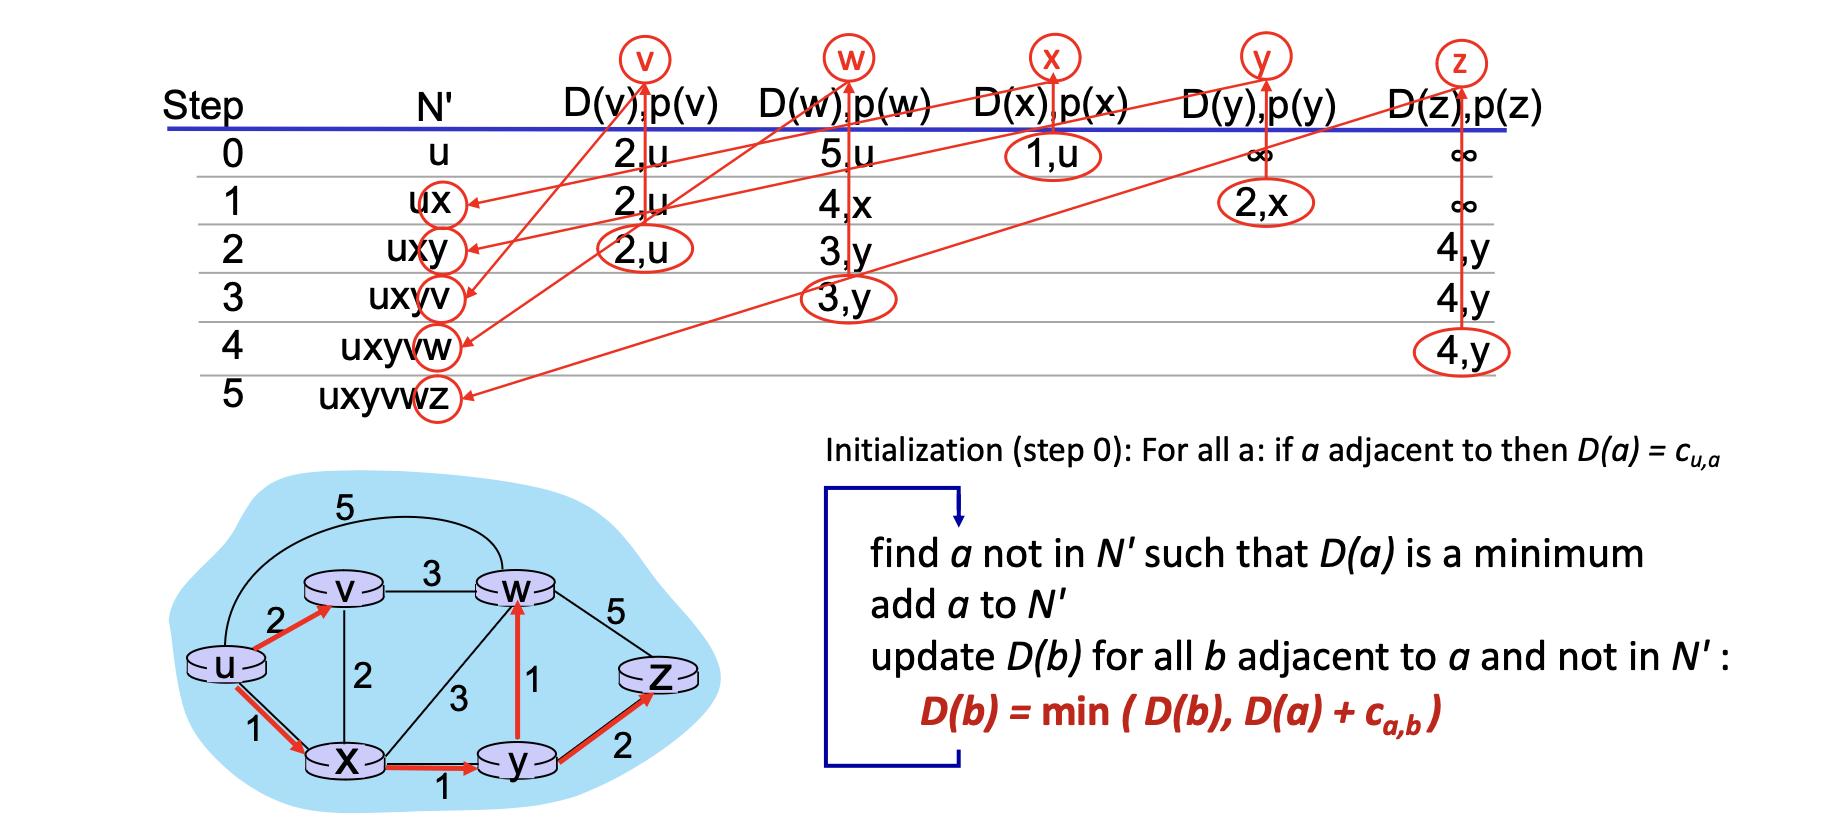 v w x y z
Step N' D(v),p(v) D(w),p(w) D(x),p(x) D(y),p(y) D(z),p(z)
0 u 2,u 5,u 1,u ∞ ∞
1 ux 2,u 4,x 2,x ∞
2 uxy 2,u 3,y 4,y
3 uxyv 3,y 4,y
4 uxyvw 4,y
5 uxyvwz
Initialization (step 0): For all a: if a adjacent to then D(a) = cu,a
find a not in N' such that D(a) is a minimum
add a to N'
update D(b) for all b adjacent to a and not in N' :
D(b) = min ( D(b), D(a) + ca,b )
5
v 3 w
2 5
u 2 1 z
3
1 x y 2
1